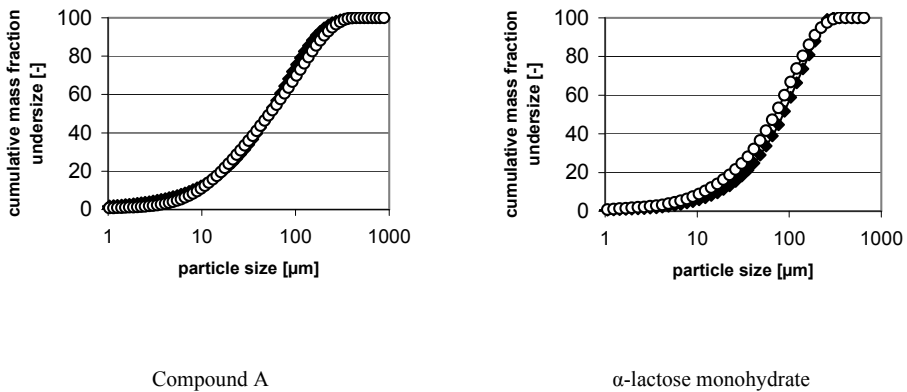 cumulative mass fraction
undersize [-]
100
80
60
40
20
0
1 10 100 1000
particle size [µm]
Compound A
cumulative mass fraction
undersize [-]
100
80
60
40
20
0
1 10 100 1000
particle size [µm]
α-lactose monohydrate